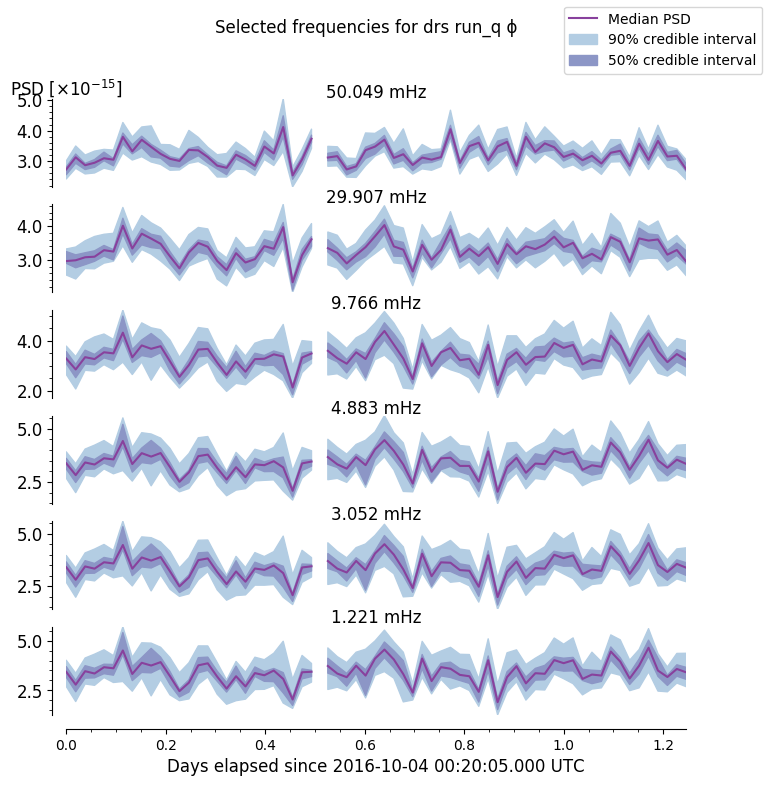 Selected frequencies for drs run_q ϕ
Median PSD
90% credible interval
50% credible interval
PSD [×10⁻¹⁵]
50.049 mHz
5.0
4.0
3.0
29.907 mHz
4.0
3.0
9.766 mHz
4.0
2.0
4.883 mHz
5.0
2.5
3.052 mHz
5.0
2.5
1.221 mHz
5.0
2.5
0.0 0.2 0.4 0.6 0.8 1.0 1.2
Days elapsed since 2016-10-04 00:20:05.000 UTC